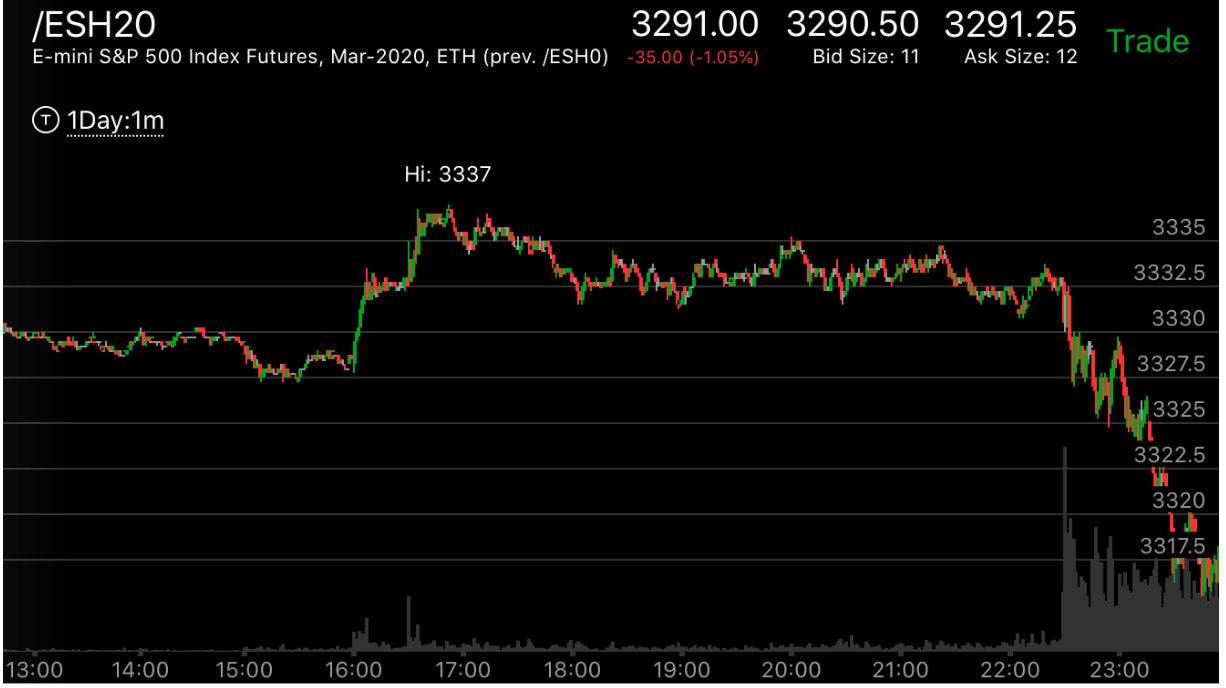 /ESH20 3291.00 3290.50 3291.25 Trade
E-mini S&P 500 Index Futures, Mar-2020, ETH (prev. /ESH0) -35.00 (-1.05%) Bid Size: 11 Ask Size: 12
T 1Day:1m
Hi: 3337
3335
3332.5
3330
3327.5
3325
3322.5
3320
3317.5
13:00 14:00 15:00 16:00 17:00 18:00 19:00 20:00 21:00 22:00 23:00